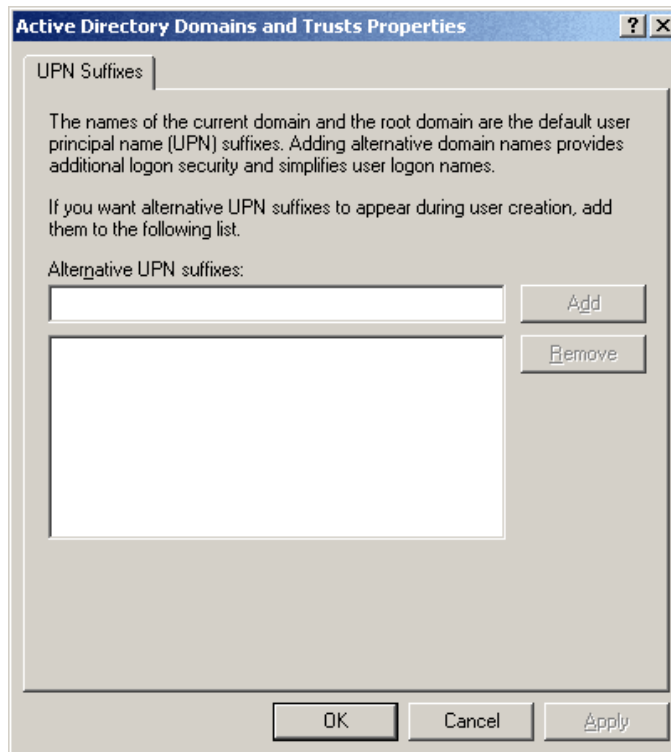 Active Directory Domains and Trusts Properties
UPN Suffixes
The names of the current domain and the root domain are the default user
principal name (UPN) suffixes. Adding alternative domain names provides
additional logon security and simplifies user logon names.
If you want alternative UPN suffixes to appear during user creation, add
them to the following list.
Alternative UPN suffixes:
Add
Remove
OK Cancel Apply